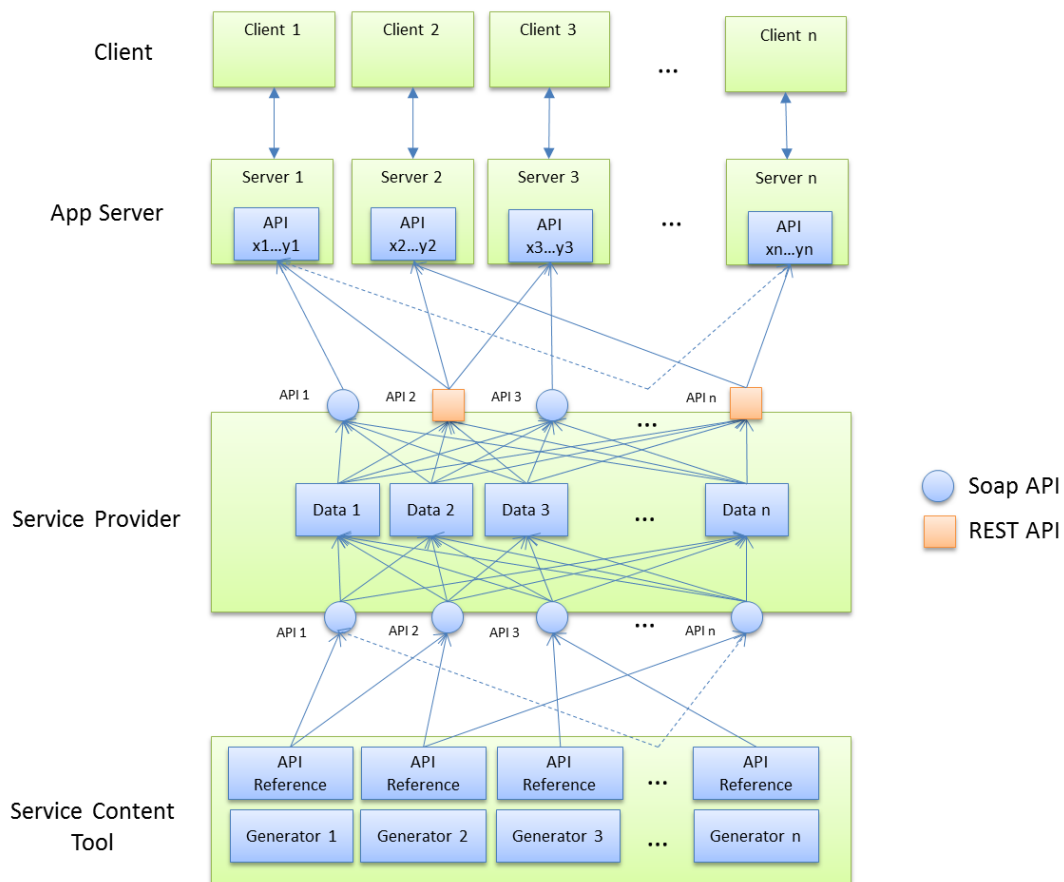 Client
Client 1
Client 2
Client 3
...
Client n
App Server
Server 1
Server 2
Server 3
...
Server n
API
x1...y1
API
x2...y2
API
x3...y3
API
xn...yn
API 1
API 2
API 3
...
API n
Service Provider
Data 1
Data 2
Data 3
...
Data n
Soap API
REST API
API 1
API 2
API 3
...
API n
Service Content
Tool
API
Reference
API
Reference
API
Reference
...
API
Reference
Generator 1
Generator 2
Generator 3
...
Generator n